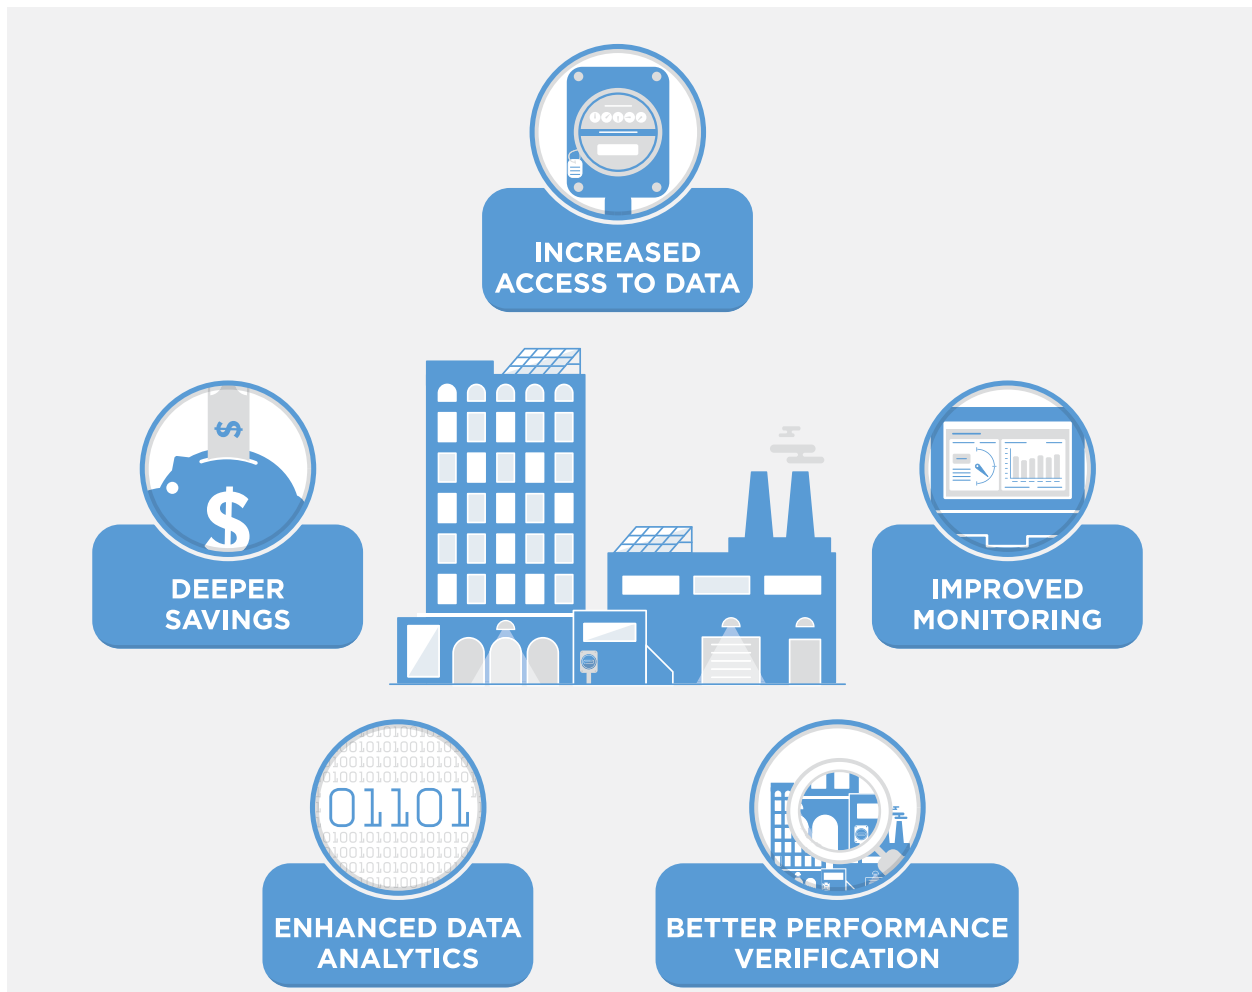 INCREASED
ACCESS TO DATA
$
$
DEEPER
SAVINGS
IMPROVED
MONITORING
01101
ENHANCED DATA
ANALYTICS
BETTER PERFORMANCE
VERIFICATION